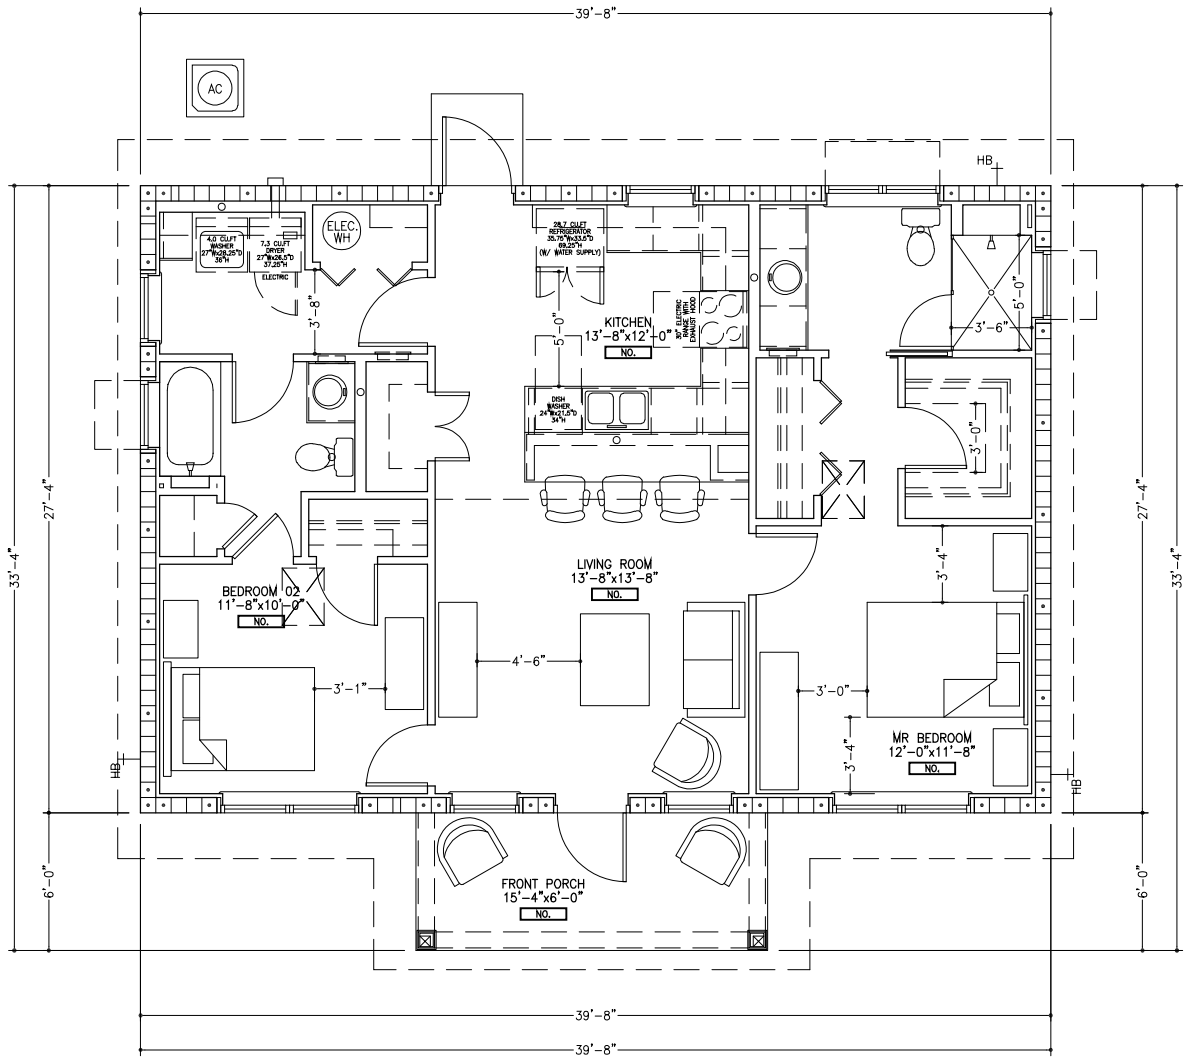 39'-8"
AC
HB
ELEC.
WH
4.0 CU.FT
WASHER
27"Wx28.25"D
38"H
7.3 CU.FT
DRYER
27"Wx28.5"D
37.25"H
ELECTRIC
28.7 CU.FT
REFRIGERATOR
35.75"Wx33.5"D
69.25"H
(W/ WATER SUPPLY)
3'-8"
5'-0"
KITCHEN
13'-8"x12'-0"
NO.
30" ELECTRIC
RANGE WITH
EXHAUST HOOD
5'-0"
3'-6"
DISH
WASHER
24"Wx21.5"D
34"H
3'-0"
27'-4"
33'-4"
27'-4"
33'-4"
LIVING ROOM
13'-8"x13'-8"
NO.
BEDROOM 02
11'-8"x10'-0"
NO.
3'-4"
4'-6"
3'-1"
3'-0"
MR BEDROOM
12'-0"x11'-8"
NO.
3'-4"
HB
HB
FRONT PORCH
15'-4"x6'-0"
NO.
6'-0"
6'-0"
39'-8"
39'-8"